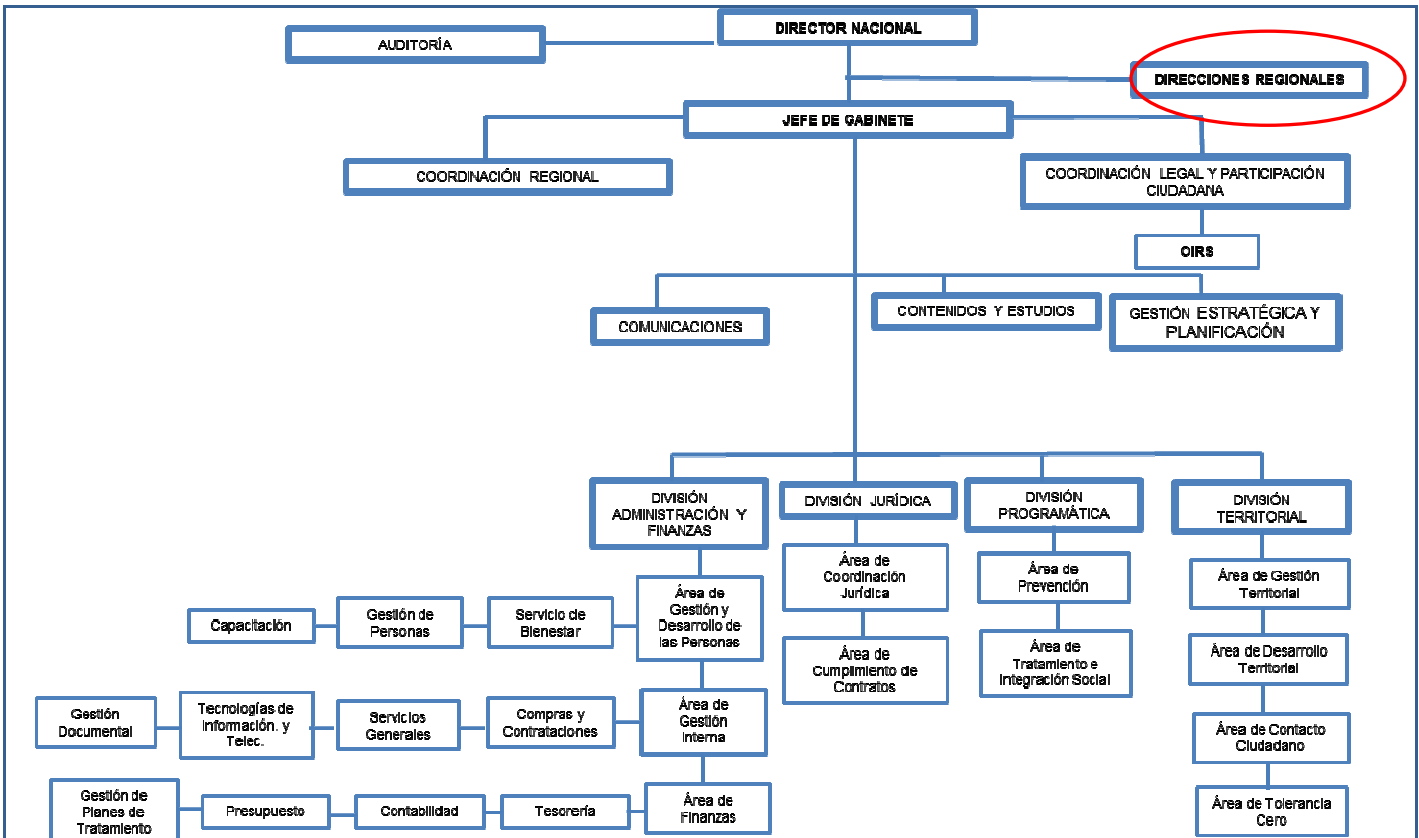 DIRECTOR NACIONAL
AUDITORÍA
DIRECCIONES REGIONALES
JEFE DE GABINETE
COORDINACIÓN REGIONAL
COORDINACIÓN LEGAL Y PARTICIPACIÓN
CIUDADANA
OIRS
COMUNICACIONES
CONTENIDOS Y ESTUDIOS
GESTIÓN ESTRATÉGICA Y
PLANIFICACIÓN
DIVISIÓN
ADMINISTRACIÓN Y
FINANZAS
DIVISIÓN JURÍDICA
DIVISIÓN
PROGRAMÁTICA
DIVISIÓN
TERRITORIAL
Área de
Coordinación
Jurídica
Área de
Prevención
Área de Gestión
Territorial
Capacitación
Gestión de
Personas
Servicio de
Bienestar
Área de
Gestión y
Desarrollo de
las Personas
Área de
Cumplimiento de
Contratos
Área de
Tratamiento e
Integración Social
Área de Desarrollo
Territorial
Gestión
Documental
Tecnologías de
Información. y
Telec.
Servicios
Generales
Compras y
Contrataciones
Área de
Gestión
Interna
Área de Contacto
Ciudadano
Gestión de
Planes de
Tratamiento
Presupuesto
Contabilidad
Tesorería
Área de
Finanzas
Área de Tolerancia
Cero